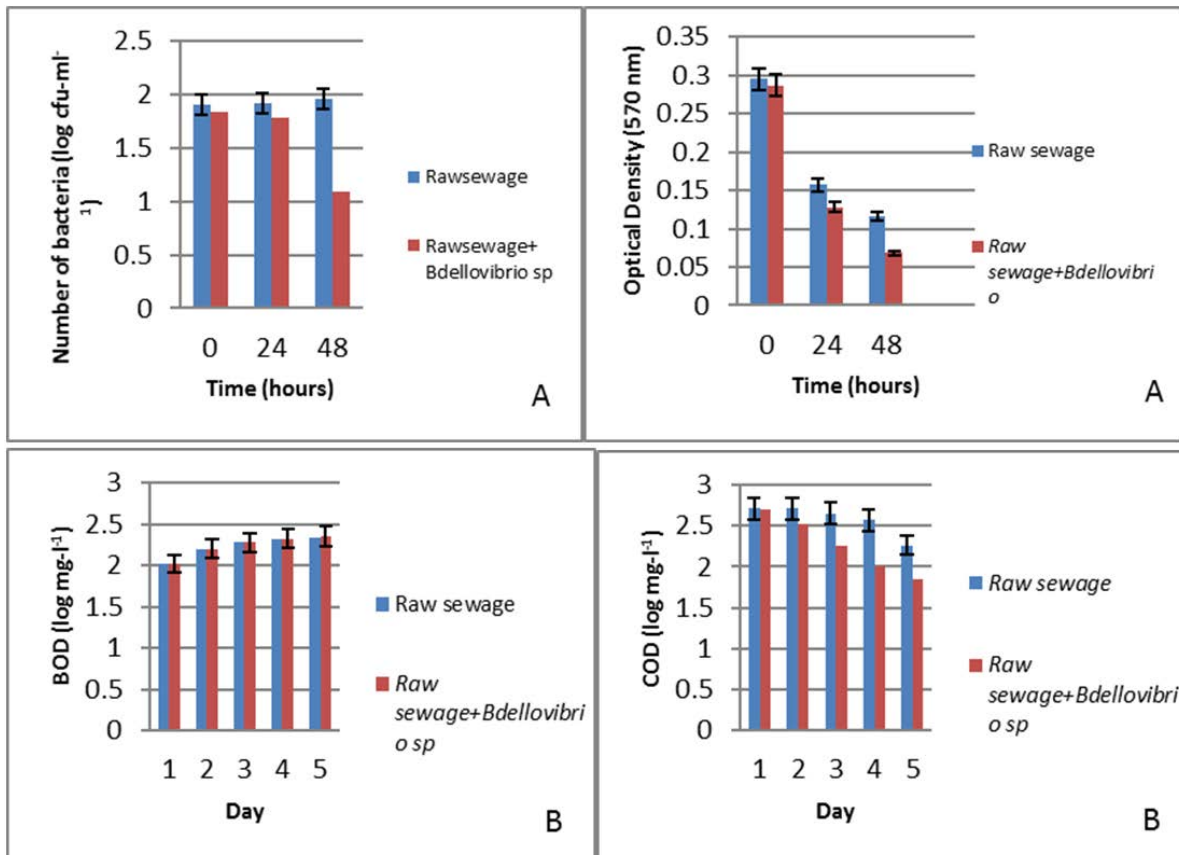 Number of bacteria (log cfu-ml-
1)
2.5
2
1.5
1
0.5
0
0 24 48
Time (hours)
Rawsewage
Rawsewage+
Bdellovibrio sp
A
Optical Density (570 nm)
0.35
0.3
0.25
0.2
0.15
0.1
0.05
0
0 24 48
Time (hours)
Raw sewage
Raw
sewage+Bdellovibri
o
A
BOD (log mg-l-1)
3
2.5
2
1.5
1
0.5
0
1 2 3 4 5
Day
Raw sewage
Raw
sewage+Bdellovibri
o sp
B
COD (log mg-l-1)
3
2.5
2
1.5
1
0.5
0
1 2 3 4 5
Day
Raw sewage
Raw
sewage+Bdellovibri
o sp
B